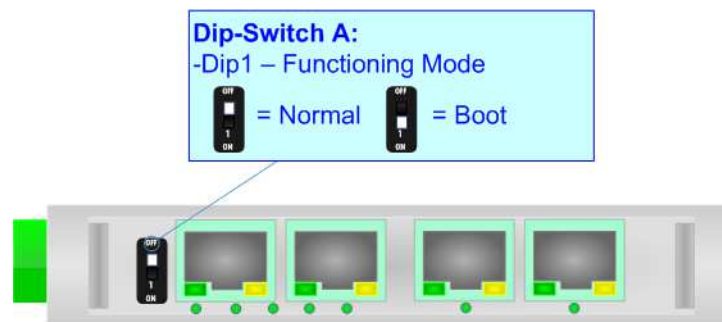 Dip-Switch A:
-Dip1 – Functioning Mode
OFF
1
ON
= Normal
OFF
1
ON
= Boot
OFF
1
ON